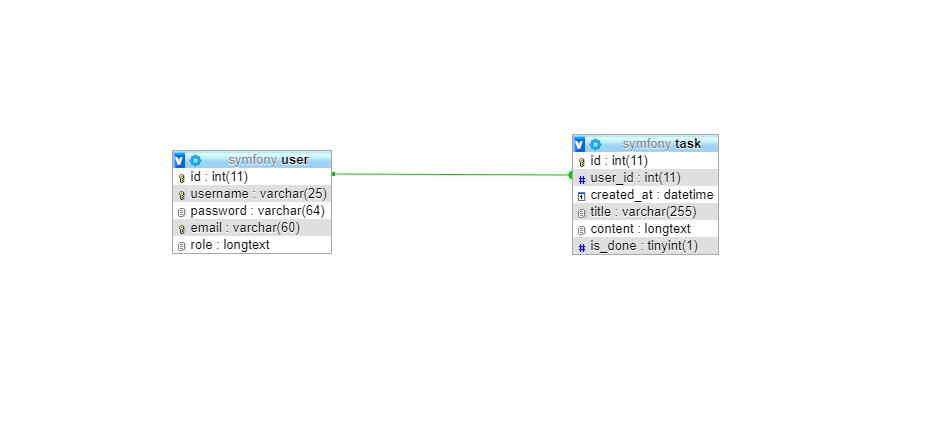 symfony user
id : int(11)
username : varchar(25)
password : varchar(64)
email : varchar(60)
role : longtext
symfony task
id : int(11)
user_id : int(11)
created_at : datetime
title : varchar(255)
content : longtext
is_done : tinyint(1)